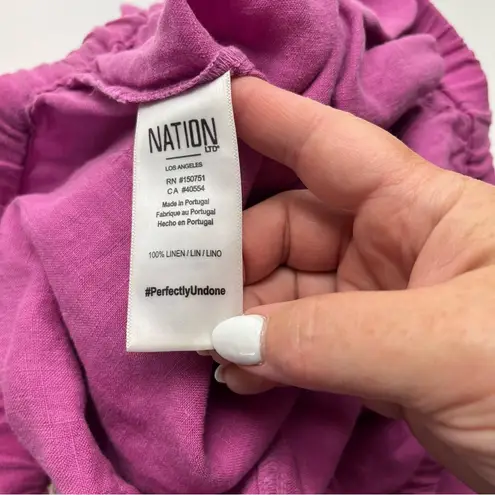 NATION
LTD®
LOS ANGELES
RN #150751
CA #40554
Made in Portugal
Fabrique au Portugal
Hecho en Portugal
100% LINEN / LIN / LINO
#PerfectlyUndone